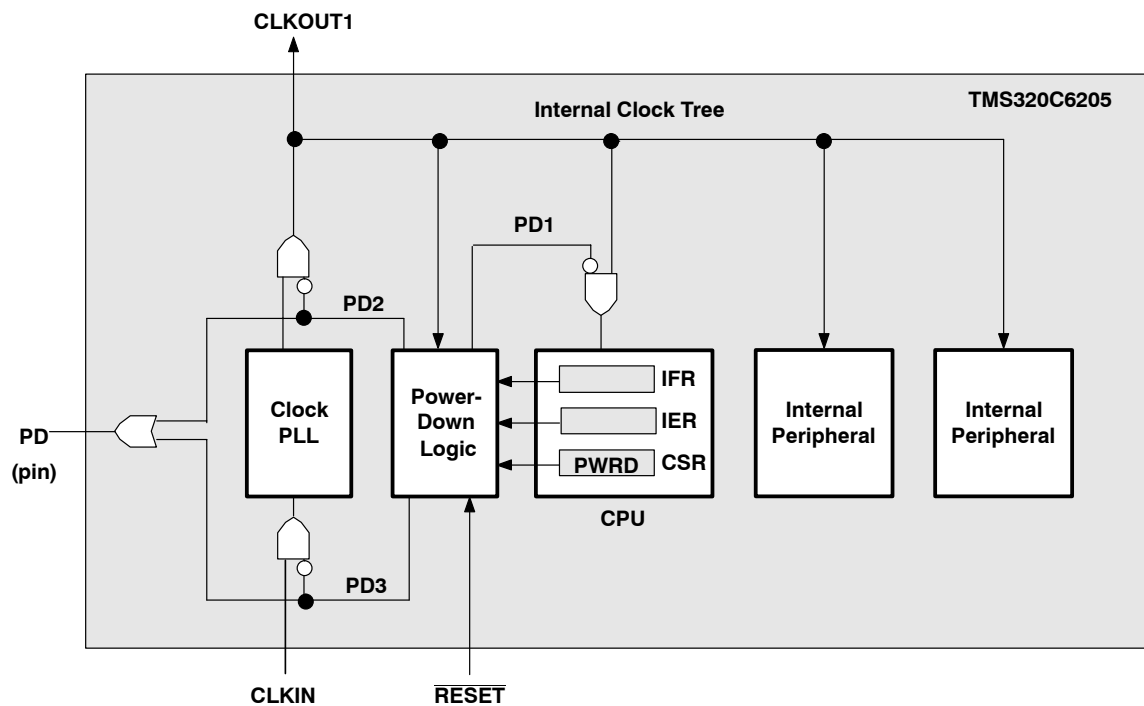 CLKOUT1
TMS320C6205
Internal Clock Tree
PD1
PD2
Clock
PLL
Power-
Down
Logic
IFR
IER
PWRD
CSR
CPU
Internal
Peripheral
Internal
Peripheral
PD
(pin)
PD3
CLKIN
RESET